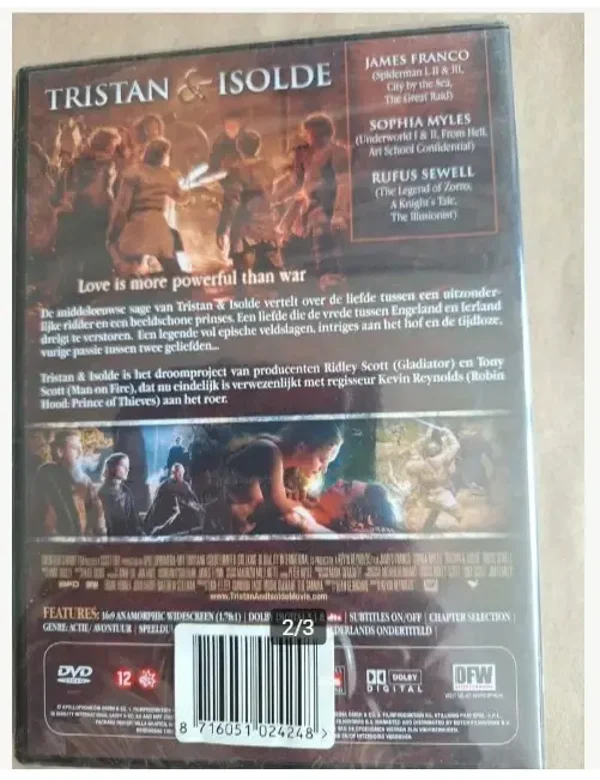 TRISTAN & ISOLDE
JAMES FRANCO
(Spiderman I, II & III,
City by the Sea,
The Great Raid)
SOPHIA MYLES
(Underworld I & II, From Hell,
Art School Confidential)
RUFUS SEWELL
(The Legend of Zorro,
A Knight's Tale,
The Illusionist)
Love is more powerful than war
De middeleeuwse sage van Tristan & Isolde vertelt over de liefde tussen een uitzonder-
lijke ridder en een beeldschone prinses. Een liefde die de vrede tussen Engeland en Ierland
dreigt te verstoren. Een legende vol epische veldslagen, intriges aan het hof en de tijdloze,
vurige passie tussen twee geliefden...
Tristan & Isolde is het droomproject van producenten Ridley Scott (Gladiator) en Tony
Scott (Man on Fire), dat nu eindelijk is verwezenlijkt met regisseur Kevin Reynolds (Robin
Hood: Prince of Thieves) aan het roer.
www.TristanAndIsoldeMovie.com
FEATURES: 16x9 ANAMORPHIC WIDESCREEN (1.78:1) | DOLBY | SUBTITLES ON/OFF | CHAPTER SELECTION |
GENRE: ACTIE/AVONTUUR | SPEELDU NEDERLANDS ONDERTITELD |
2/3
DVD
VIDEO
12
DOLBY
DIGITAL
DFW
8 716051 024248 >